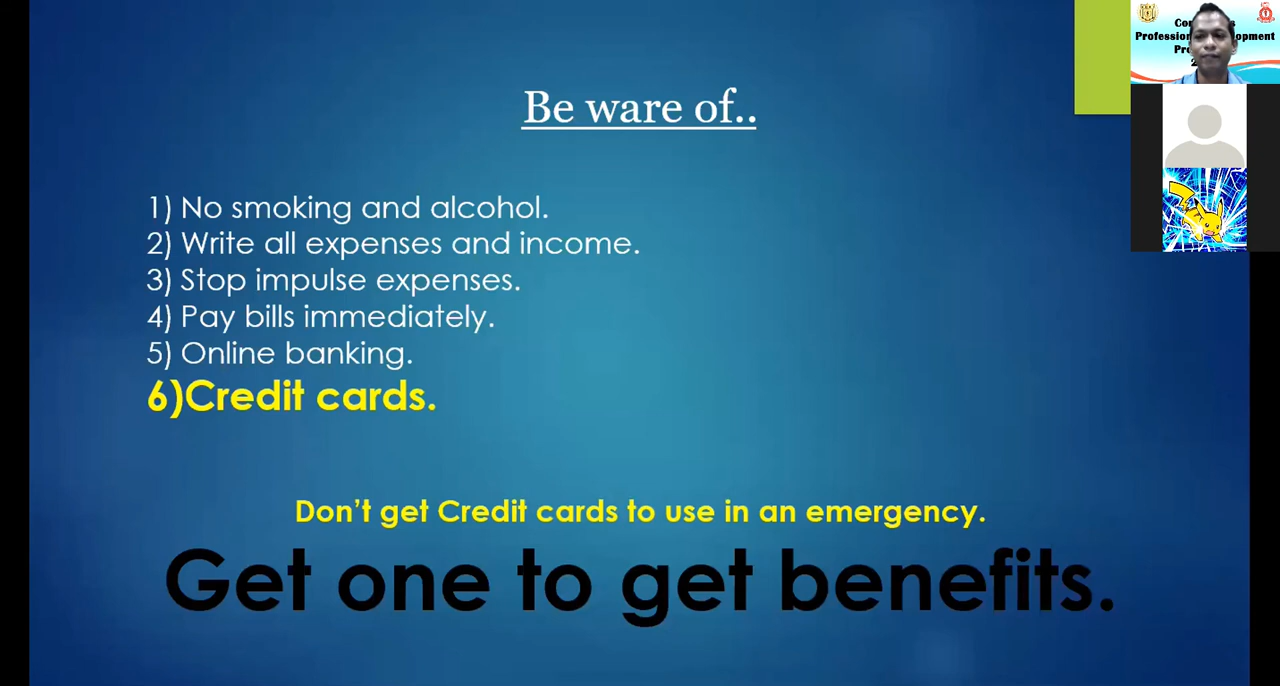 Be ware of..
1) No smoking and alcohol.
2) Write all expenses and income.
3) Stop impulse expenses.
4) Pay bills immediately.
5) Online banking.
6)Credit cards.
Don't get Credit cards to use in an emergency.
Get one to get benefits.